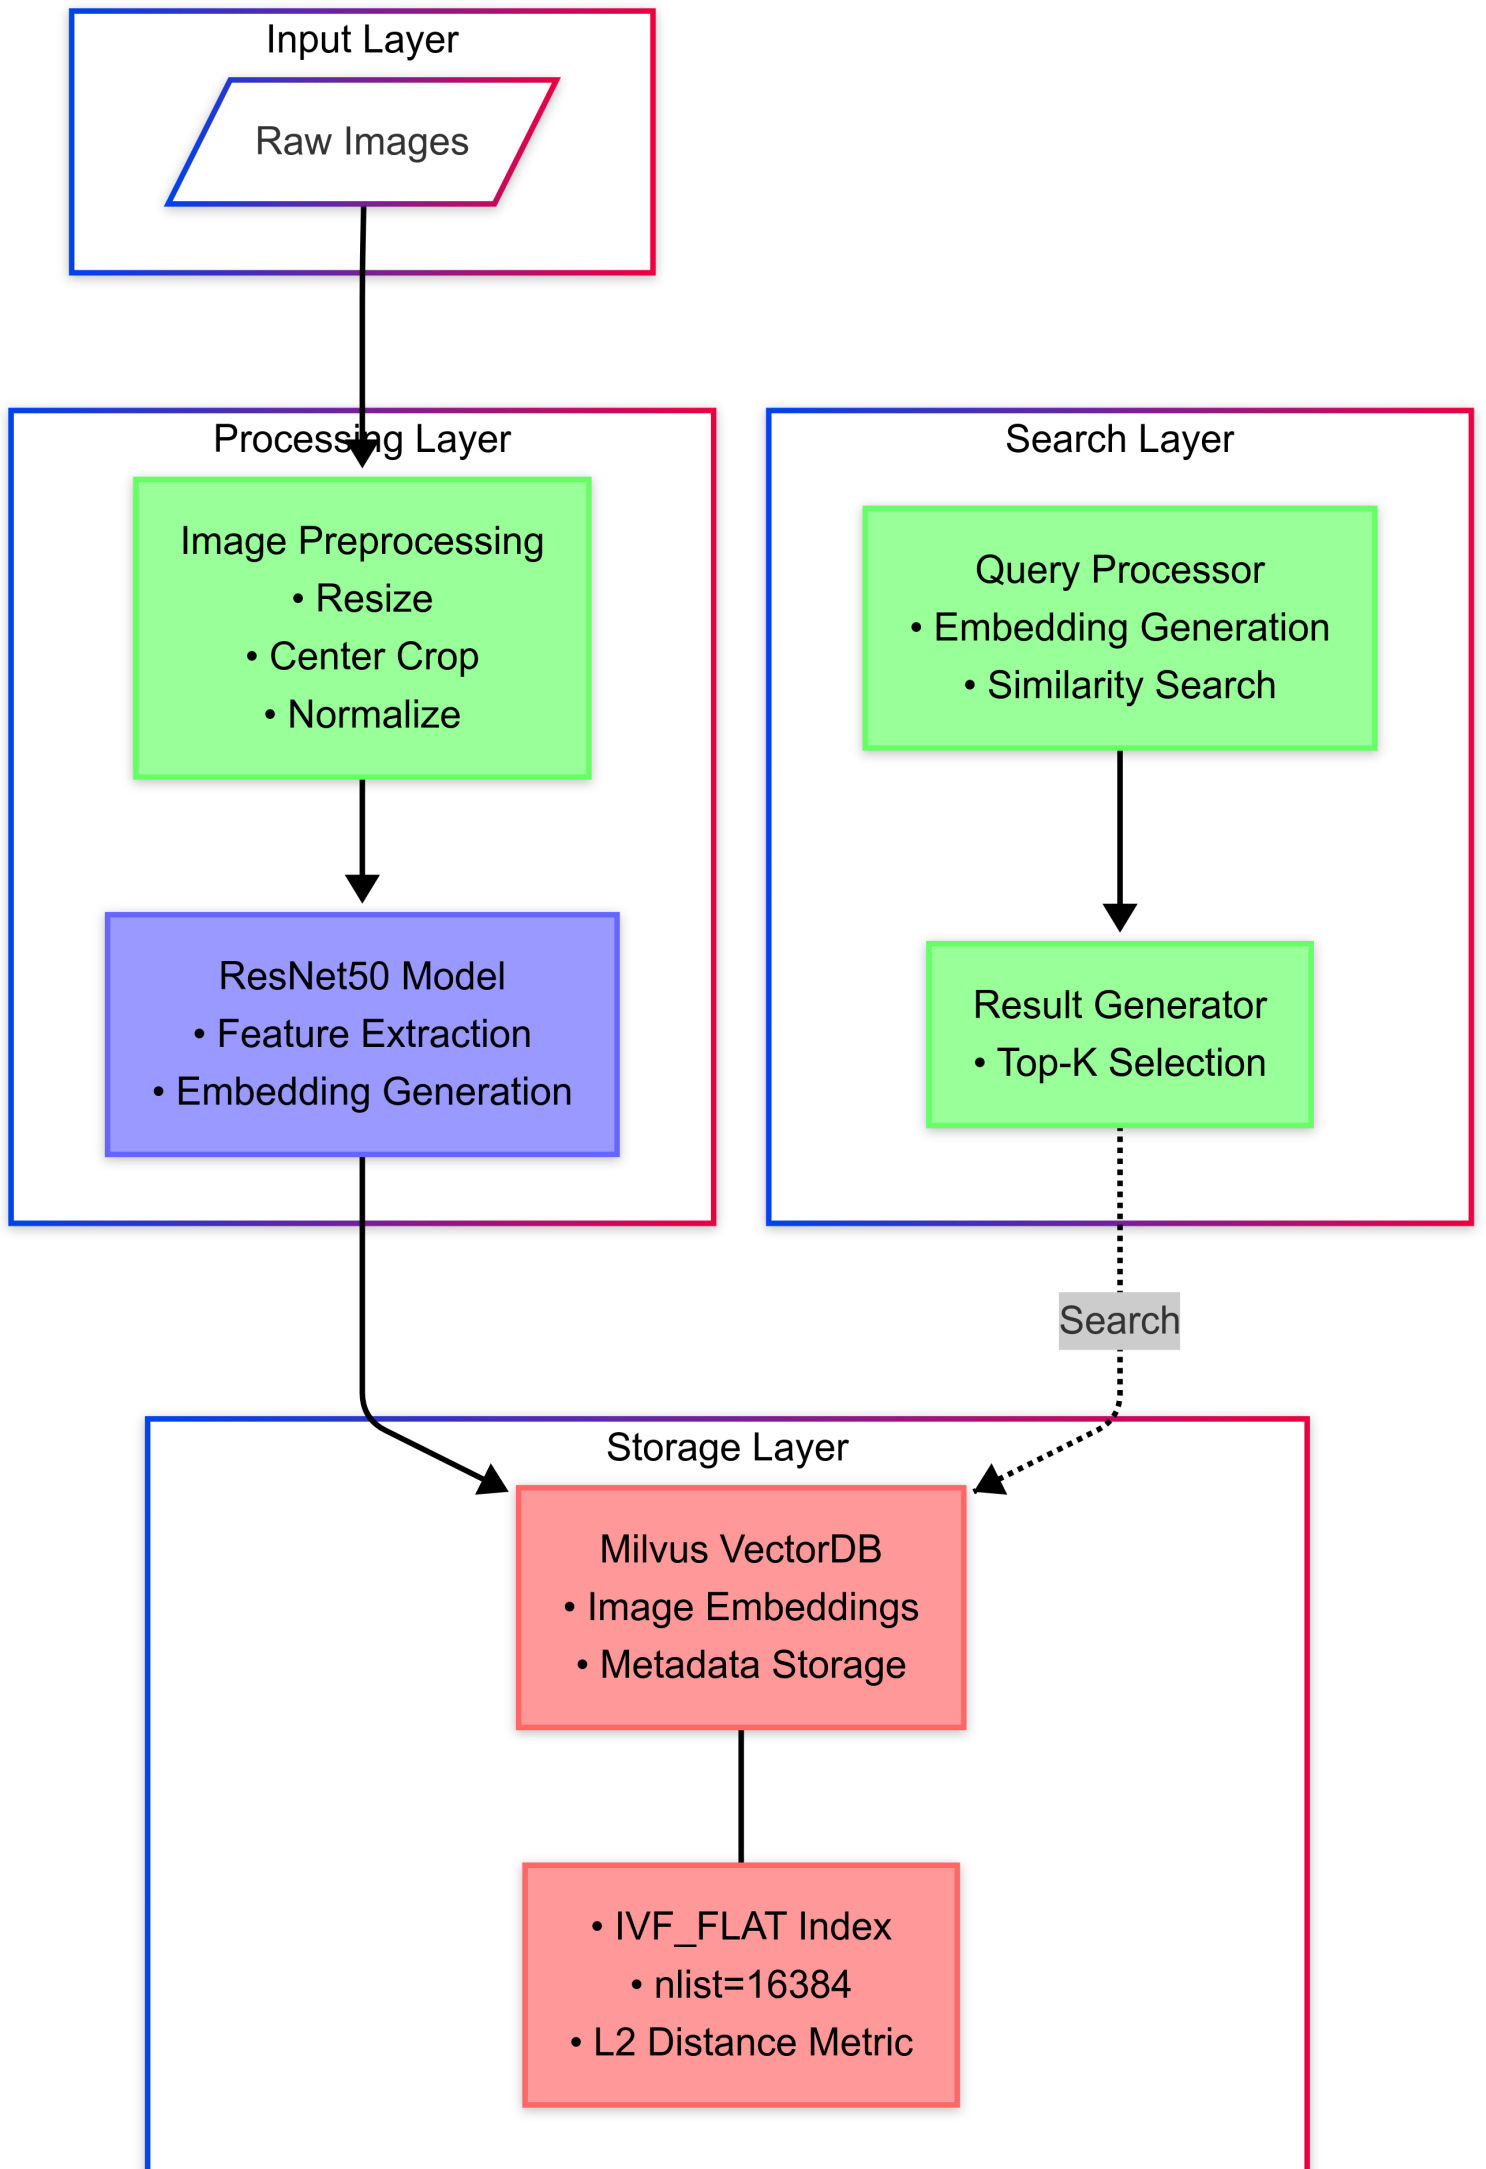 Input Layer
Raw Images
Processing Layer
Image Preprocessing
• Resize
• Center Crop
• Normalize
ResNet50 Model
• Feature Extraction
• Embedding Generation
Search Layer
Query Processor
• Embedding Generation
• Similarity Search
Result Generator
• Top-K Selection
Search
Storage Layer
Milvus VectorDB
• Image Embeddings
• Metadata Storage
• IVF_FLAT Index
• nlist=16384
• L2 Distance Metric